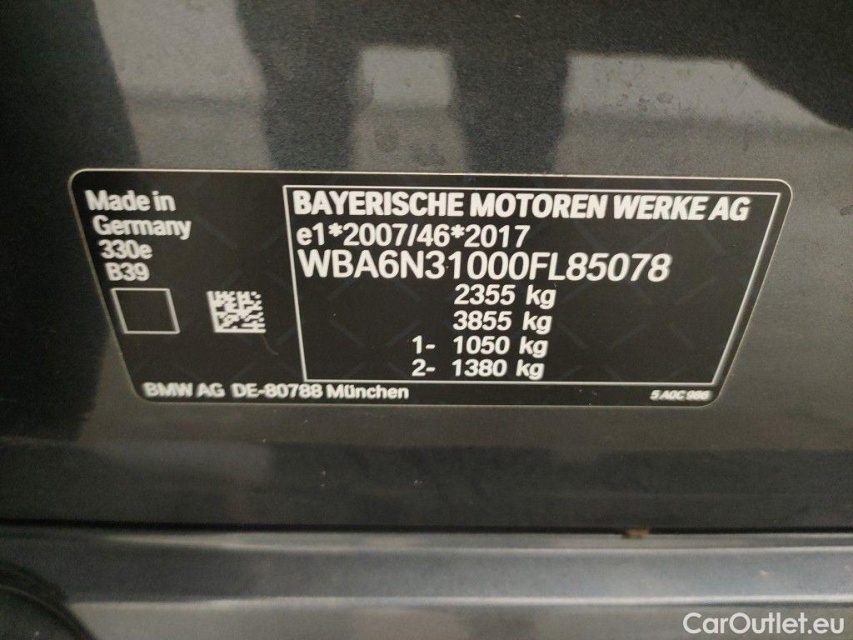 Made in
Germany
330e
B39
BAYERISCHE MOTOREN WERKE AG
e1*2007/46*2017
WBA6N31000FL85078
2355 kg
3855 kg
1- 1050 kg
2- 1380 kg
BMW AG DE-80788 München
5 A0C 986
CarOutlet.eu